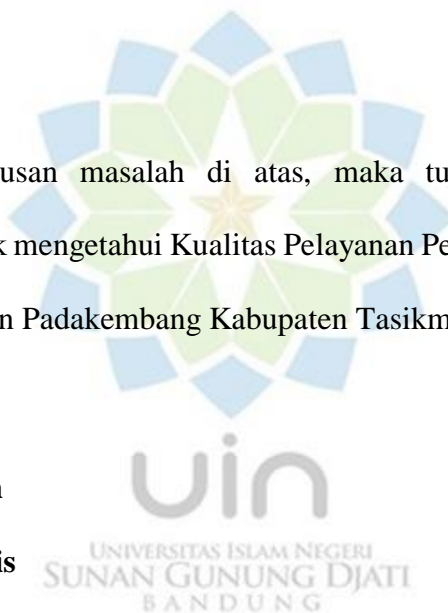 usan masalah di atas, maka tu
k mengetahui Kualitas Pelayanan Pe
n Padakembang Kabupaten Tasikm
uin
is
UNIVERSITAS ISLAM NEGERI
SUNAN GUNUNG DJATI
BANDUNG